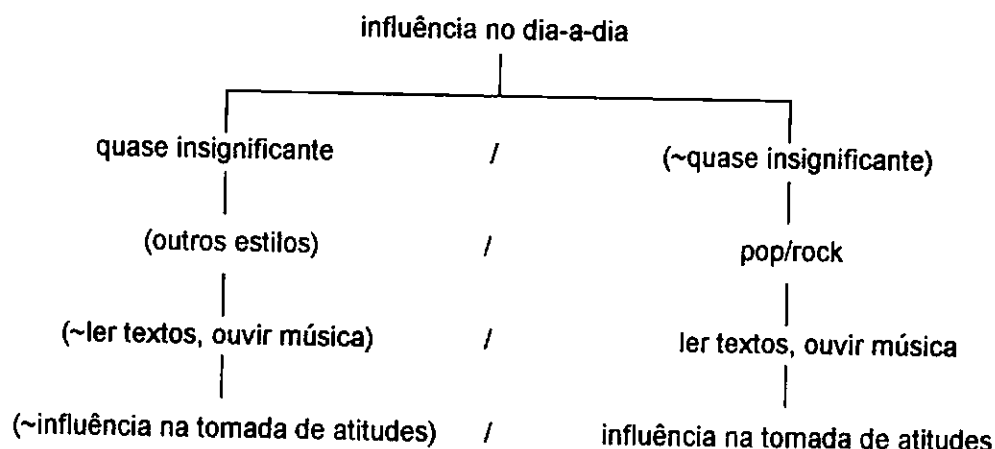 influência no dia-a-dia
quase insignificante / (~quase insignificante)
(outros estilos) / pop/rock
(~ler textos, ouvir música) / ler textos, ouvir música
(~influência na tomada de atitudes) / influência na tomada de atitudes